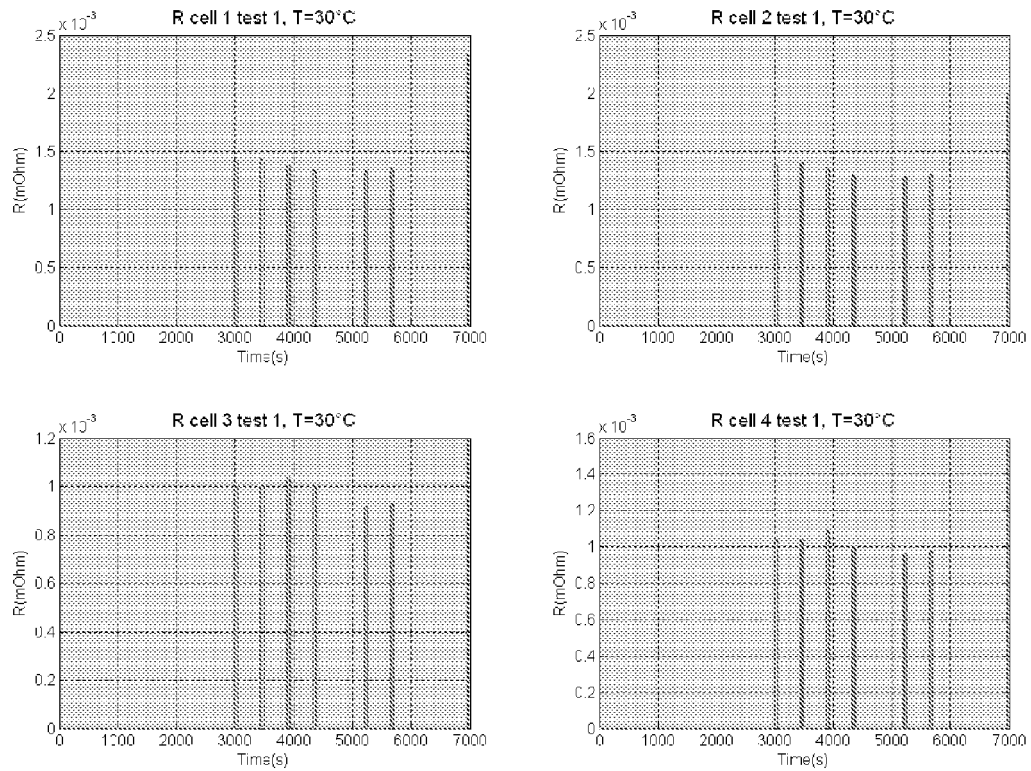 R cell 1 test 1, T=30°C
x 10-3
2.5
2
1.5
1
0.5
0
R(mOhm)
0 1000 2000 3000 4000 5000 6000 7000
Time(s)
R cell 2 test 1, T=30°C
x 10-3
2.5
2
1.5
1
0.5
0
R(mOhm)
0 1000 2000 3000 4000 5000 6000 7000
Time(s)
R cell 3 test 1, T=30°C
x 10-3
1.2
1
0.8
0.6
0.4
0.2
0
R(mOhm)
0 1000 2000 3000 4000 5000 6000 7000
Time(s)
R cell 4 test 1, T=30°C
x 10-3
1.6
1.4
1.2
1
0.8
0.6
0.4
0.2
0
R(mOhm)
0 1000 2000 3000 4000 5000 6000 7000
Time(s)